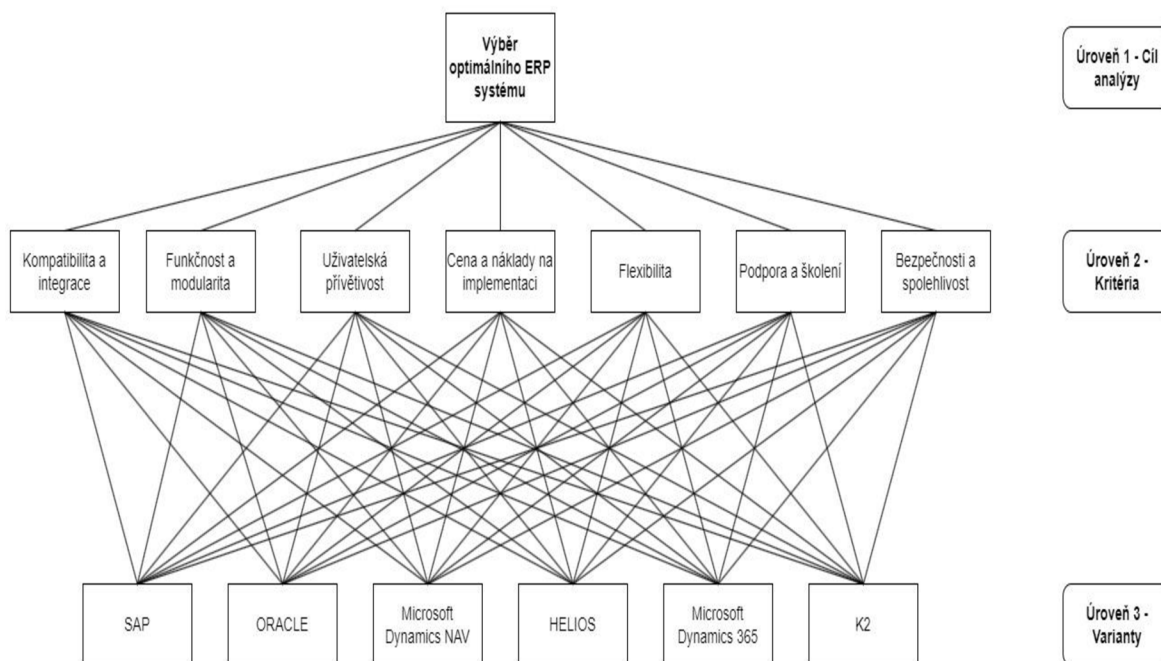 Výběr
optimálního ERP
systému
Úroveň 1 - Cíl
analýzy
Kompatibilita a
integrace
Funkčnost a
modularita
Uživatelská
přívětivost
Cena a náklady na
implementaci
Flexibilita
Podpora a školení
Bezpečnosti a
spolehlivost
Úroveň 2 -
Kritéria
SAP
ORACLE
Microsoft
Dynamics NAV
HELIOS
Microsoft
Dynamics 365
K2
Úroveň 3 -
Varianty